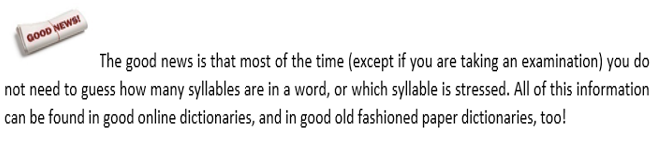 GOOD NEWS!
The good news is that most of the time (except if you are taking an examination) you do
not need to guess how many syllables are in a word, or which syllable is stressed. All of this information
can be found in good online dictionaries, and in good old fashioned paper dictionaries, too!